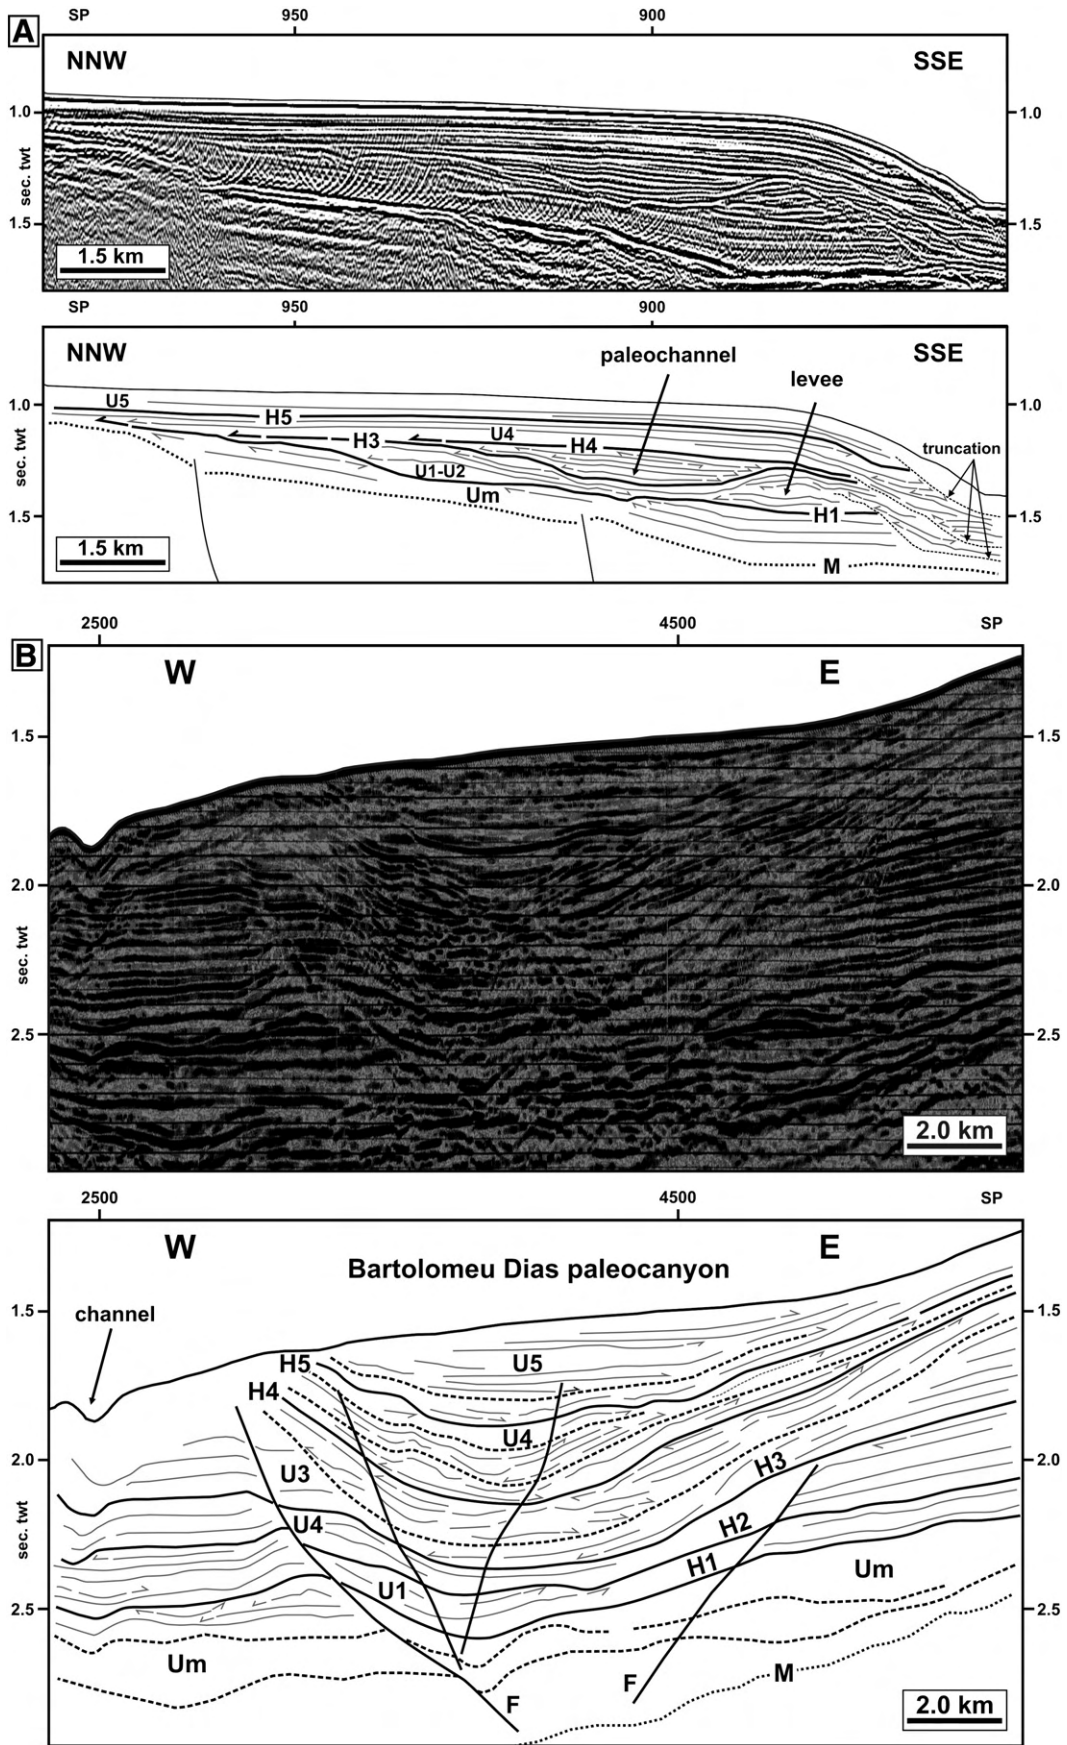 SP 950 900
A
NNW SSE
1.0 1.0
sec. twt
1.5 1.5
1.5 km
SP 950 900
NNW SSE
paleochannel
levee
1.0 U5 1.0
H5
U4
H3 H4
truncation
sec. twt
U1-U2
Um
1.5 H1 1.5
1.5 km
M
2500 4500 SP
B
W E
1.5 1.5
2.0 2.0
sec. twt
2.5 2.5
2.0 km
2500 4500 SP
W E
Bartolomeu Dias paleocanyon
1.5 1.5
channel
H5 U5
H4
U4
2.0 2.0
U3 H3
sec. twt
U4 H2
H1
U1 Um
2.5 2.5
Um
M
F F
2.0 km